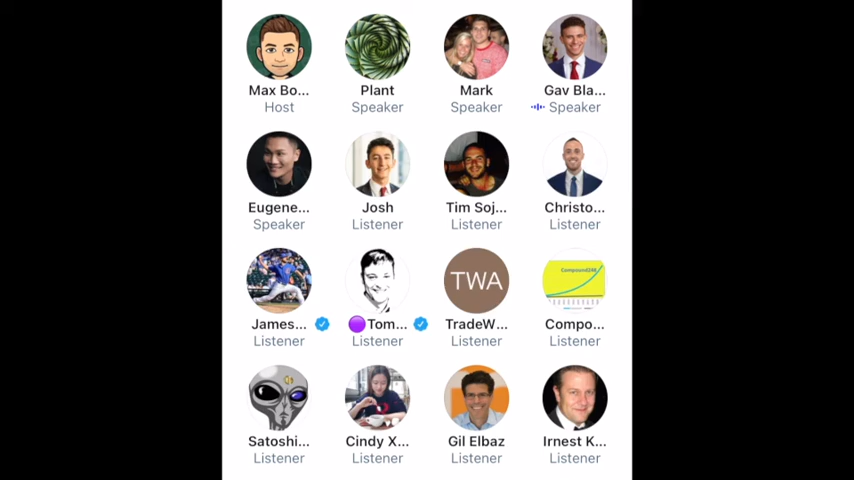 Max Bo... Plant Mark Gav Bla...
Host Speaker Speaker Speaker
Eugene... Josh Tim Soj... Christo...
Speaker Listener Listener Listener
TWA CompoundGM
James... Tom... TradeW... Compo...
Listener Listener Listener Listener
Satoshi... Cindy X... Gil Elbaz Irnest K...
Listener Listener Listener Listener